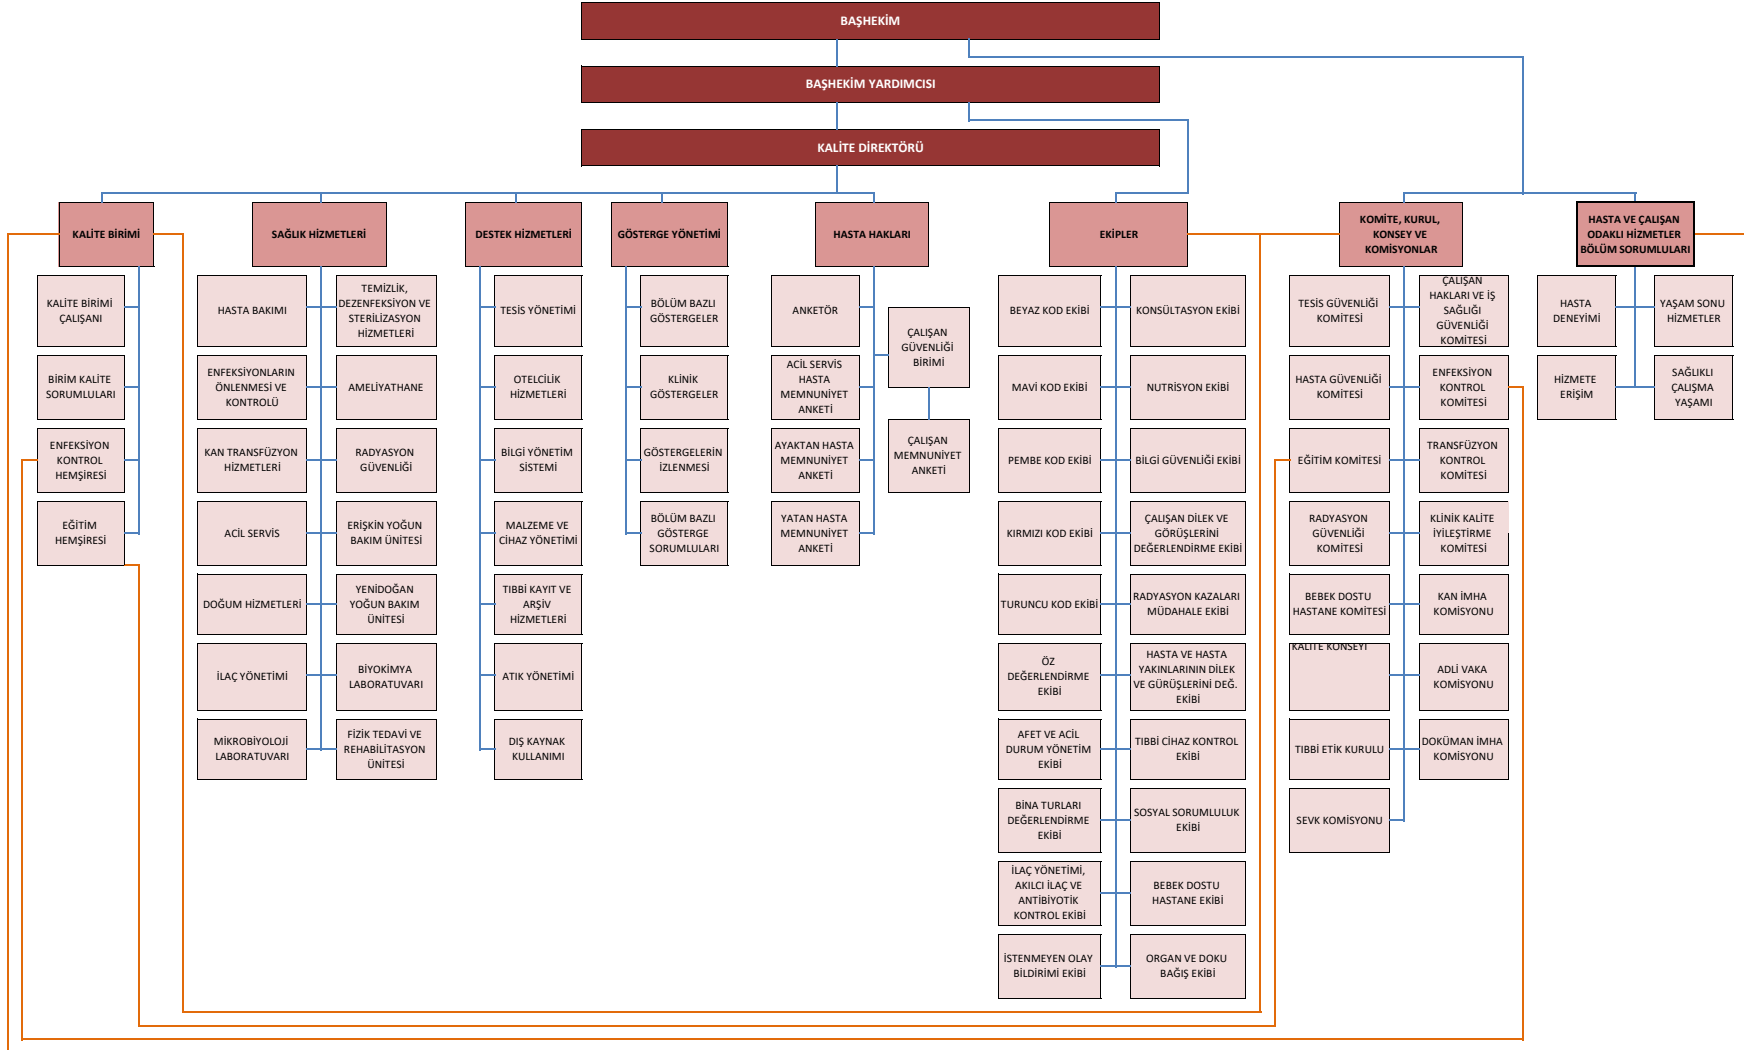 BAŞHEKİM
BAŞHEKİM YARDIMCISI
KALİTE DİREKTÖRÜ
KALİTE BİRİMİ
KALİTE BİRİMİ
ÇALIŞANI
BİRİM KALİTE
SORUMLULARI
ENFEKSİYON
KONTROL
HEMŞİRESİ
EĞİTİM
HEMŞİRESİ
SAĞLIK HİZMETLERİ
HASTA BAKIMI
TEMİZLİK,
DEZENFEKSİYON VE
STERİLİZASYON
HİZMETLERİ
ENFEKSİYONLARIN
ÖNLENMESİ VE
KONTROLÜ
AMELİYATHANE
KAN TRANSFÜZYON
HİZMETLERİ
RADYASYON
GÜVENLİĞİ
ACİL SERVİS
ERİŞKİN YOĞUN
BAKIM ÜNİTESİ
DOĞUM HİZMETLERİ
YENİDOĞAN
YOĞUN BAKIM
ÜNİTESİ
İLAÇ YÖNETİMİ
BİYOKİMYA
LABORATUVARI
MİKROBİYOLOJİ
LABORATUVARI
FİZİK TEDAVİ VE
REHABİLİTASYON
ÜNİTESİ
DESTEK HİZMETLERİ
TESİS YÖNETİMİ
OTELCİLİK
HİZMETLERİ
BİLGİ YÖNETİM
SİSTEMİ
MALZEME VE
CİHAZ YÖNETİMİ
TIBBİ KAYIT VE
ARŞİV
HİZMETLERİ
ATIK YÖNETİMİ
DIŞ KAYNAK
KULLANIMI
GÖSTERGE YÖNETİMİ
BÖLÜM BAZLI
GÖSTERGELER
KLİNİK
GÖSTERGELER
GÖSTERGELERİN
İZLENMESİ
BÖLÜM BAZLI
GÖSTERGE
SORUMLULARI
HASTA HAKLARI
ANKETÖR
ACİL SERVİS
HASTA
MEMNUNİYET
ANKETİ
AYAKTAN HASTA
MEMNUNİYET
ANKETİ
YATAN HASTA
MEMNUNİYET
ANKETİ
ÇALIŞAN
GÜVENLİĞİ
BİRİMİ
ÇALIŞAN
MEMNUNİYET
ANKETİ
EKİPLER
BEYAZ KOD EKİBİ
KONSÜLTASYON EKİBİ
MAVİ KOD EKİBİ
NUTRİSYON EKİBİ
PEMBE KOD EKİBİ
BİLGİ GÜVENLİĞİ EKİBİ
KIRMIZI KOD EKİBİ
ÇALIŞAN DİLEK VE
GÖRÜŞLERİNİ
DEĞERLENDİRME EKİBİ
TURUNCU KOD EKİBİ
RADYASYON KAZALARI
MÜDAHALE EKİBİ
ÖZ
DEĞERLENDİRME
EKİBİ
HASTA VE HASTA
YAKINLARININ DİLEK
VE GÜRÜŞLERİNİ DEĞ.
EKİBİ
AFET VE ACİL
DURUM YÖNETİM
EKİBİ
TIBBİ CİHAZ KONTROL
EKİBİ
BİNA TURLARI
DEĞERLENDİRME
EKİBİ
SOSYAL SORUMLULUK
EKİBİ
İLAÇ YÖNETİMİ,
AKILCI İLAÇ VE
ANTİBİYOTİK
KONTROL EKİBİ
BEBEK DOSTU
HASTANE EKİBİ
İSTENMEYEN OLAY
BİLDİRİMİ EKİBİ
ORGAN VE DOKU
BAĞIŞ EKİBİ
KOMİTE, KURUL,
KONSEY VE
KOMİSYONLAR
TESİS GÜVENLİĞİ
KOMİTESİ
ÇALIŞAN
HAKLARI VE İŞ
SAĞLIĞI
GÜVENLİĞİ
KOMİTESİ
HASTA GÜVENLİĞİ
KOMİTESİ
ENFEKSİYON
KONTROL
KOMİTESİ
EĞİTİM KOMİTESİ
TRANSFÜZYON
KONTROL
KOMİTESİ
RADYASYON
GÜVENLİĞİ
KOMİTESİ
KLİNİK KALİTE
İYİLEŞTİRME
KOMİTESİ
BEBEK DOSTU
HASTANE KOMİTESİ
KAN İMHA
KOMİSYONU
KALİTE KONSEYİ
ADLİ VAKA
KOMİSYONU
TIBBİ ETİK KURULU
DOKÜMAN İMHA
KOMİSYONU
SEVK KOMİSYONU
HASTA VE ÇALIŞAN
ODAKLI HİZMETLER
BÖLÜM SORUMLULARI
HASTA
DENEYİMİ
YAŞAM SONU
HİZMETLER
HİZMETE
ERİŞİM
SAĞLIKLI
ÇALIŞMA
YAŞAMI